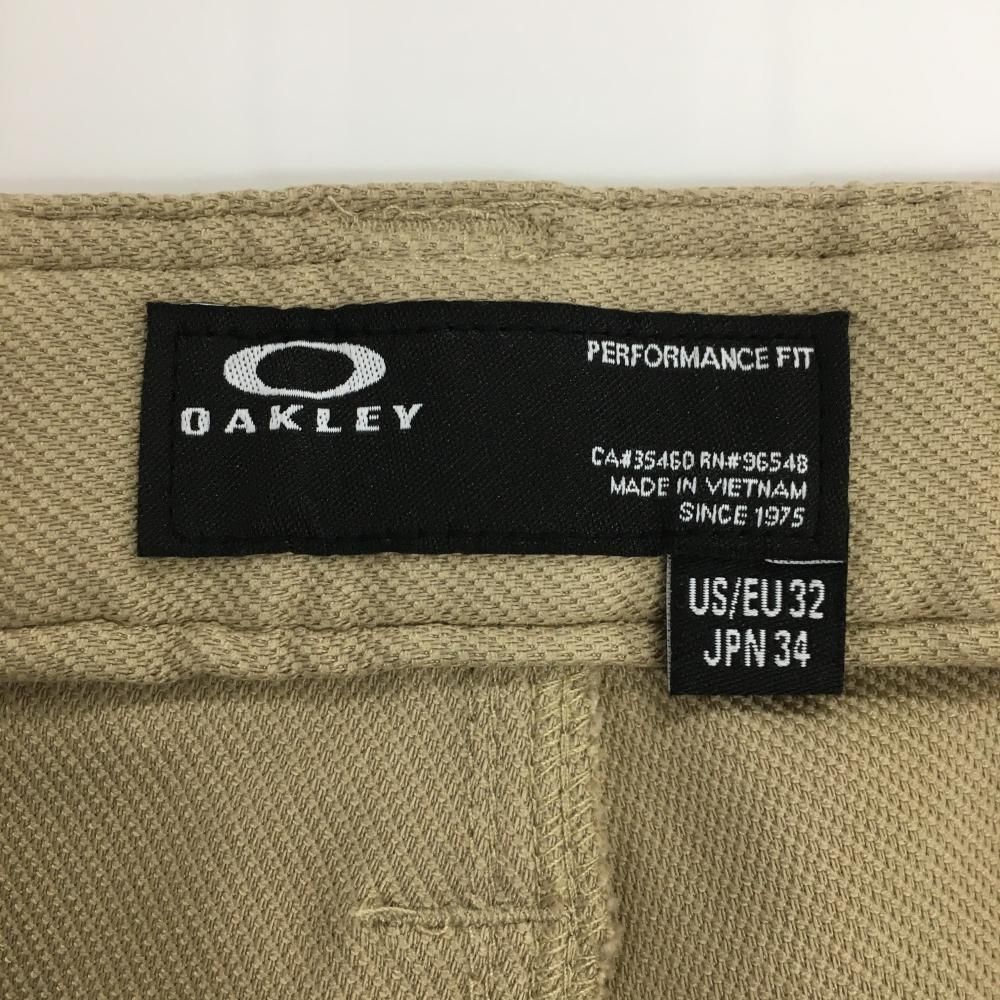 OAKLEY
PERFORMANCE FIT
CA#35460 RN#96548
MADE IN VIETNAM
SINCE 1975
US/EU 32
JPN 34